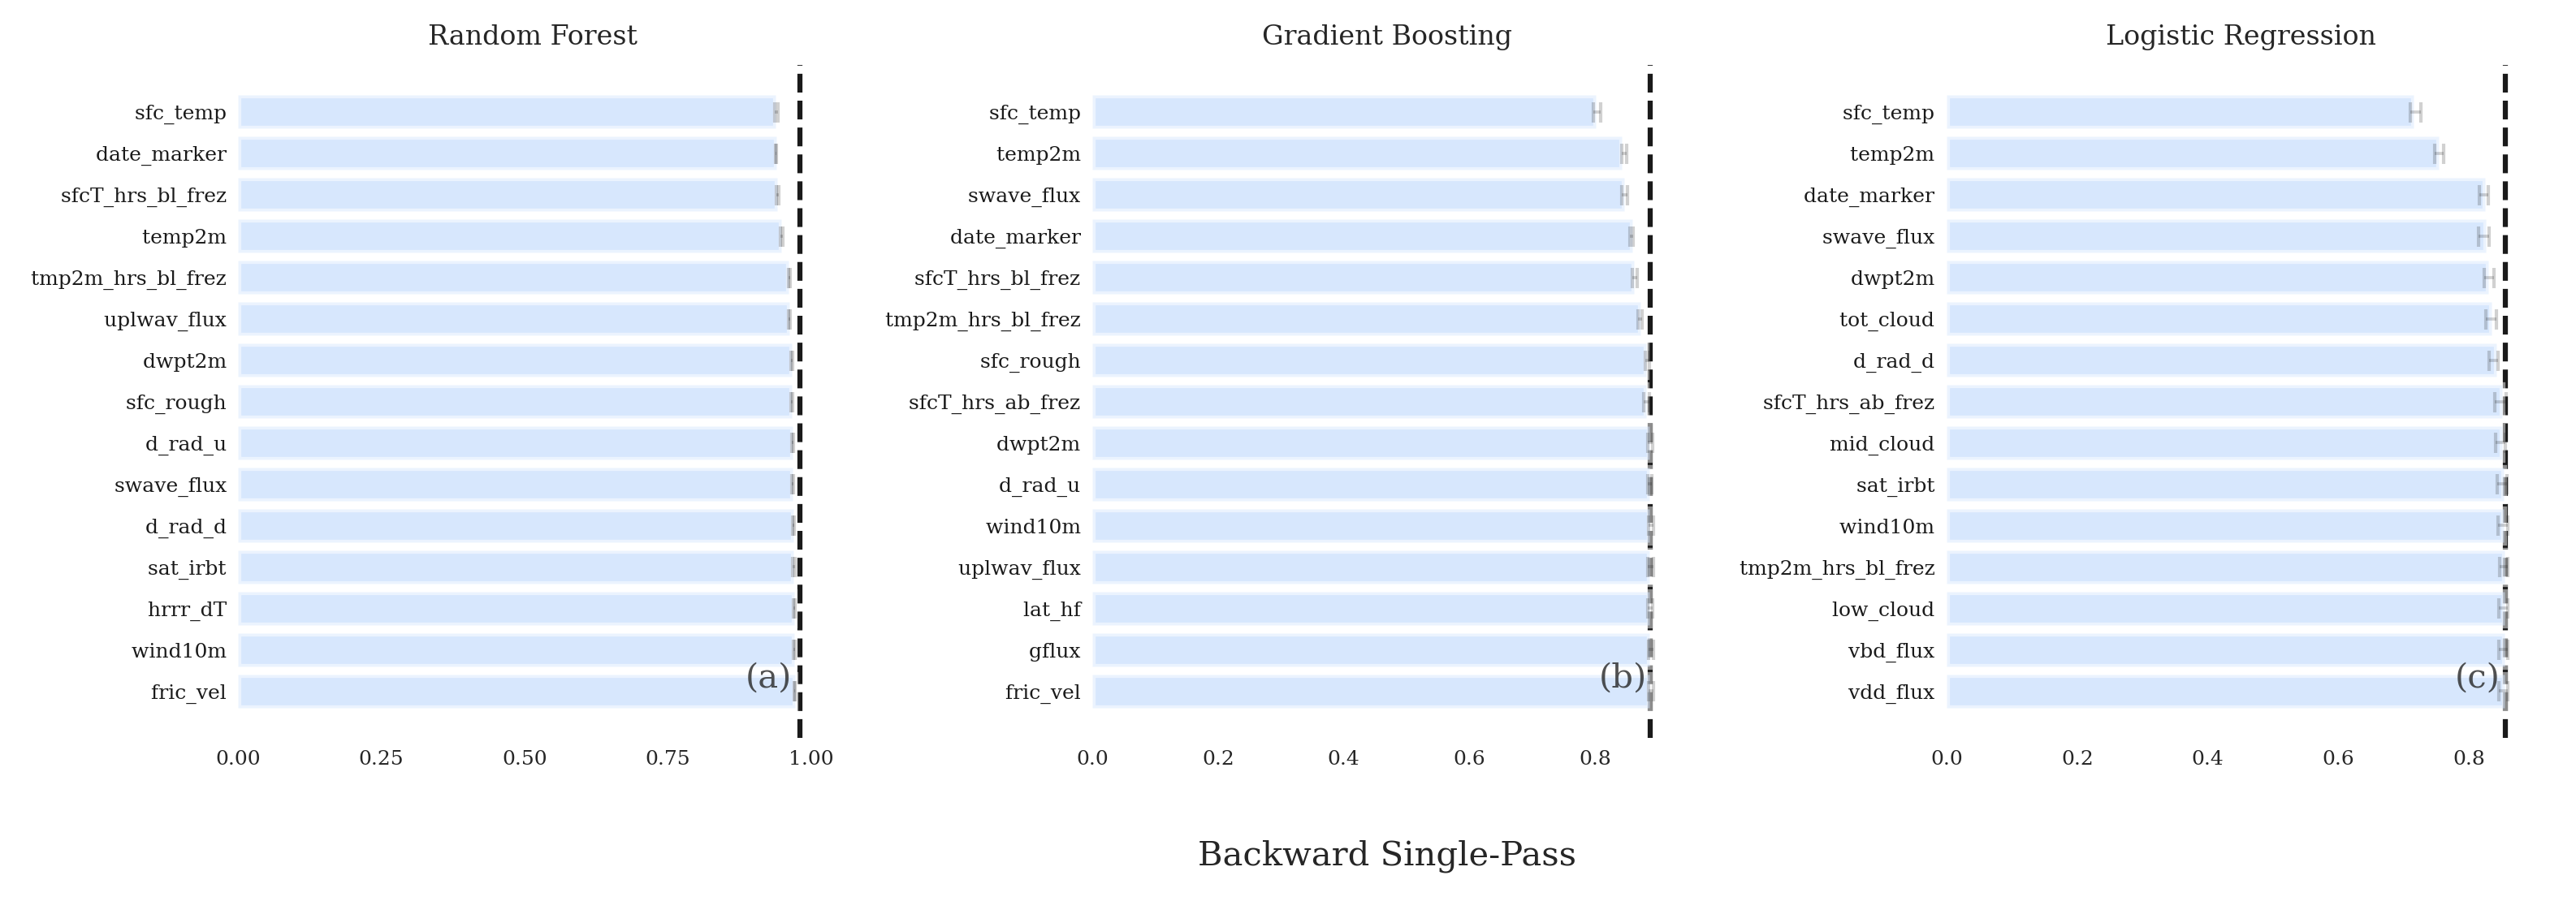 Random Forest
sfc_temp
date_marker
sfcT_hrs_bl_frez
temp2m
tmp2m_hrs_bl_frez
uplwav_flux
dwpt2m
sfc_rough
d_rad_u
swave_flux
d_rad_d
sat_irbt
hrrr_dT
wind10m
fric_vel
(a)
0.00 0.25 0.50 0.75 1.00
Gradient Boosting
sfc_temp
temp2m
swave_flux
date_marker
sfcT_hrs_bl_frez
tmp2m_hrs_bl_frez
sfc_rough
sfcT_hrs_ab_frez
dwpt2m
d_rad_u
wind10m
uplwav_flux
lat_hf
gflux
fric_vel
(b)
0.0 0.2 0.4 0.6 0.8
Logistic Regression
sfc_temp
temp2m
date_marker
swave_flux
dwpt2m
tot_cloud
d_rad_d
sfcT_hrs_ab_frez
mid_cloud
sat_irbt
wind10m
tmp2m_hrs_bl_frez
low_cloud
vbd_flux
vdd_flux
(c)
0.0 0.2 0.4 0.6 0.8
Backward Single-Pass